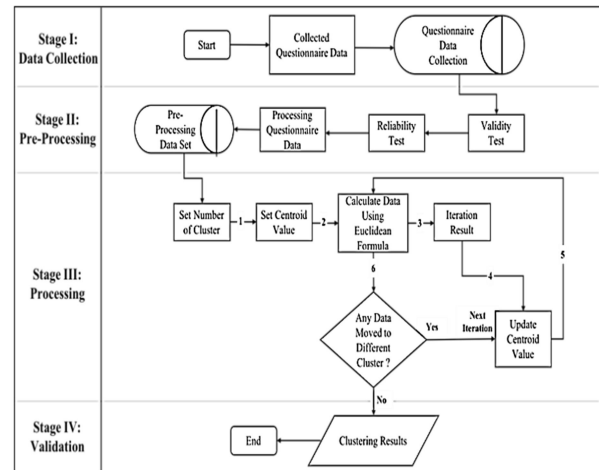 Stage I:
Data Collection
Start
Collected
Questionnaire Data
Questionnaire
Data
Collection
Stage II:
Pre-Processing
Pre-
Processing
Data Set
Processing
Questionnaire
Data
Reliability
Test
Validity
Test
Stage III:
Processing
Set Number
of Cluster
1
Set Centroid
Value
2
Calculate Data
Using
Euclidean
Formula
3
Iteration
Result
4
5
6
Any Data
Moved to
Different
Cluster ?
Yes
Next
Iteration
Update
Centroid
Value
No
Stage IV:
Validation
End
Clustering Results